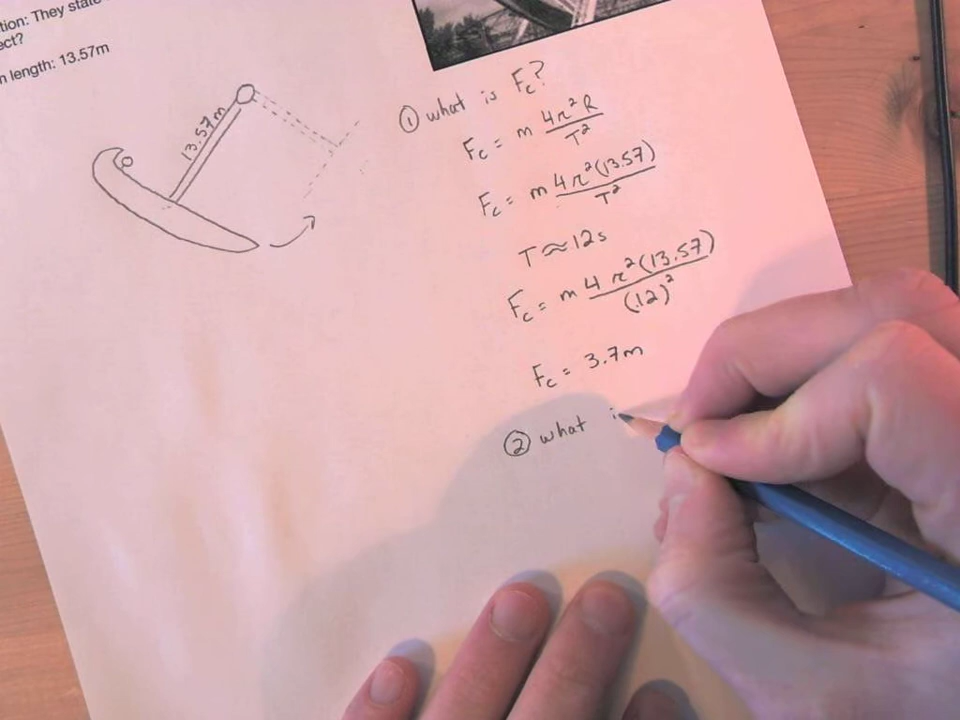 tion: They state
ect?
n length: 13.57m
13.57m
① what is Fc?
Fc = m 4π²R / T²
Fc = m 4π²(13.57) / T²
T ≈ 12s
Fc = m 4π²(13.57) / (12)²
Fc = 3.7m
② what i